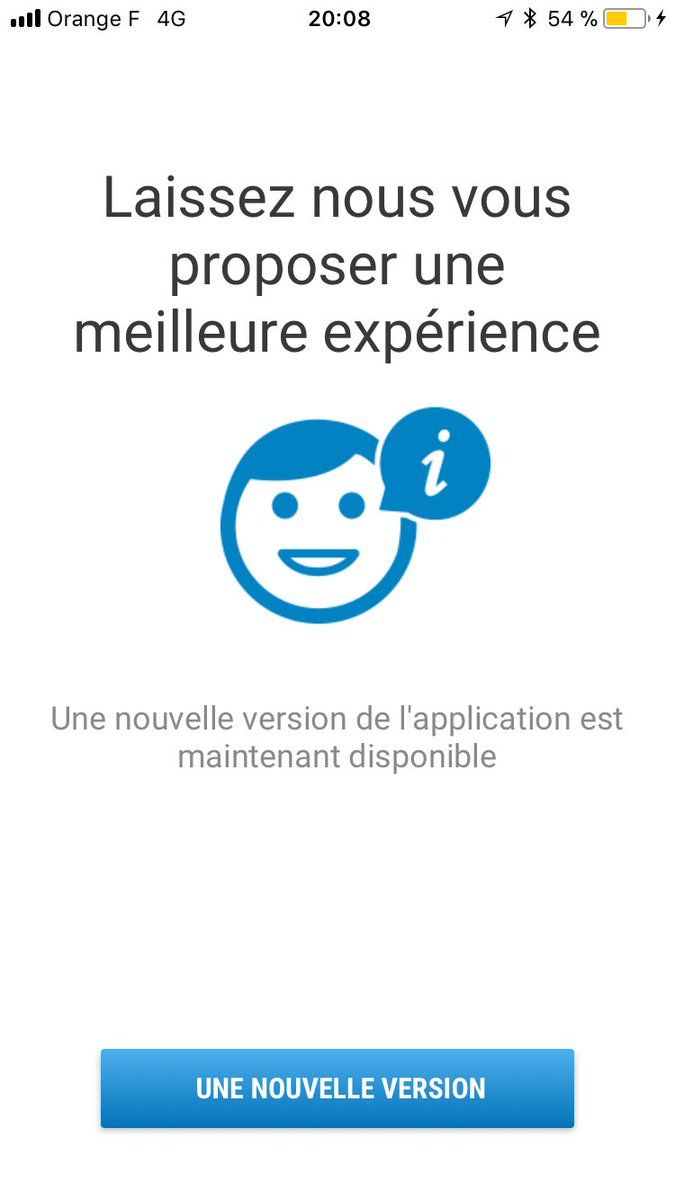 Orange F 4G 20:08 54 %
Laissez nous vous
proposer une
meilleure expérience
i
Une nouvelle version de l'application est
maintenant disponible
UNE NOUVELLE VERSION